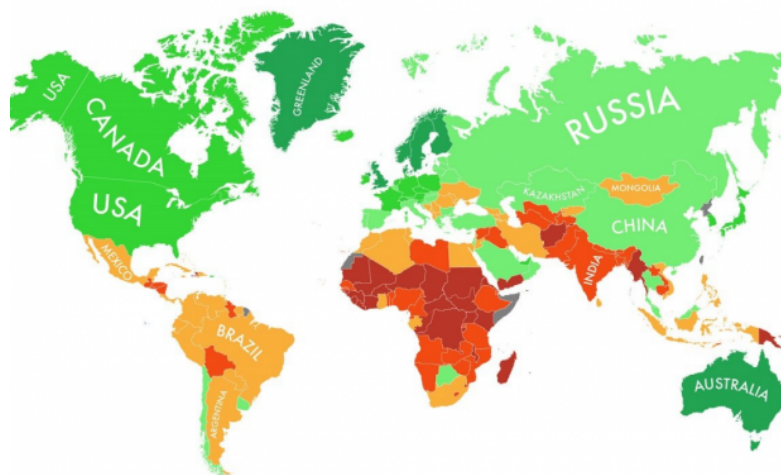 USA
CANADA
USA
MEXICO
BRAZIL
ARGENTINA
GREENLAND
RUSSIA
KAZAKHSTAN
MONGOLIA
CHINA
INDIA
AUSTRALIA